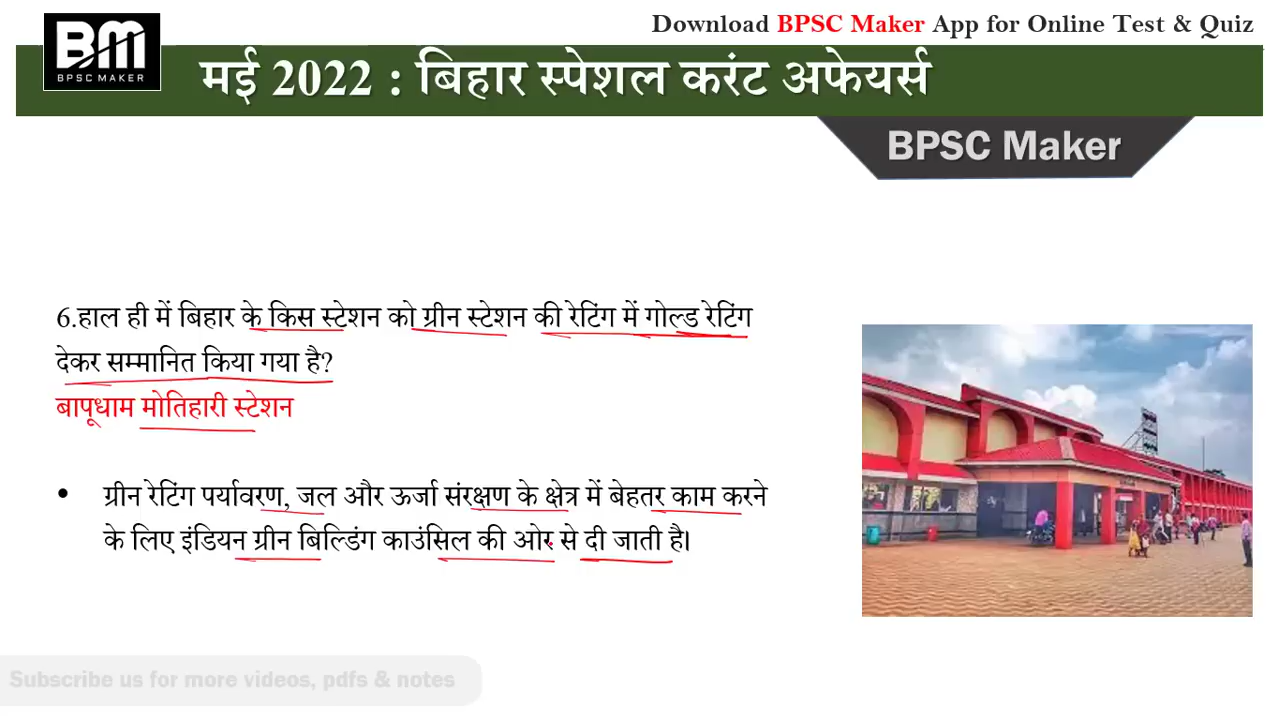 Download BPSC Maker App for Online Test & Quiz
BM
BPSC MAKER
मई 2022 : बिहार स्पेशल करंट अफेयर्स
BPSC Maker
6.हाल ही में बिहार के किस स्टेशन को ग्रीन स्टेशन की रेटिंग में गोल्ड रेटिंग
देकर सम्मानित किया गया है?
बापूधाम मोतिहारी स्टेशन
• ग्रीन रेटिंग पर्यावरण, जल और ऊर्जा संरक्षण के क्षेत्र में बेहतर काम करने
के लिए इंडियन ग्रीन बिल्डिंग काउंसिल की ओर से दी जाती है।
Subscribe us for more videos, pdfs & notes